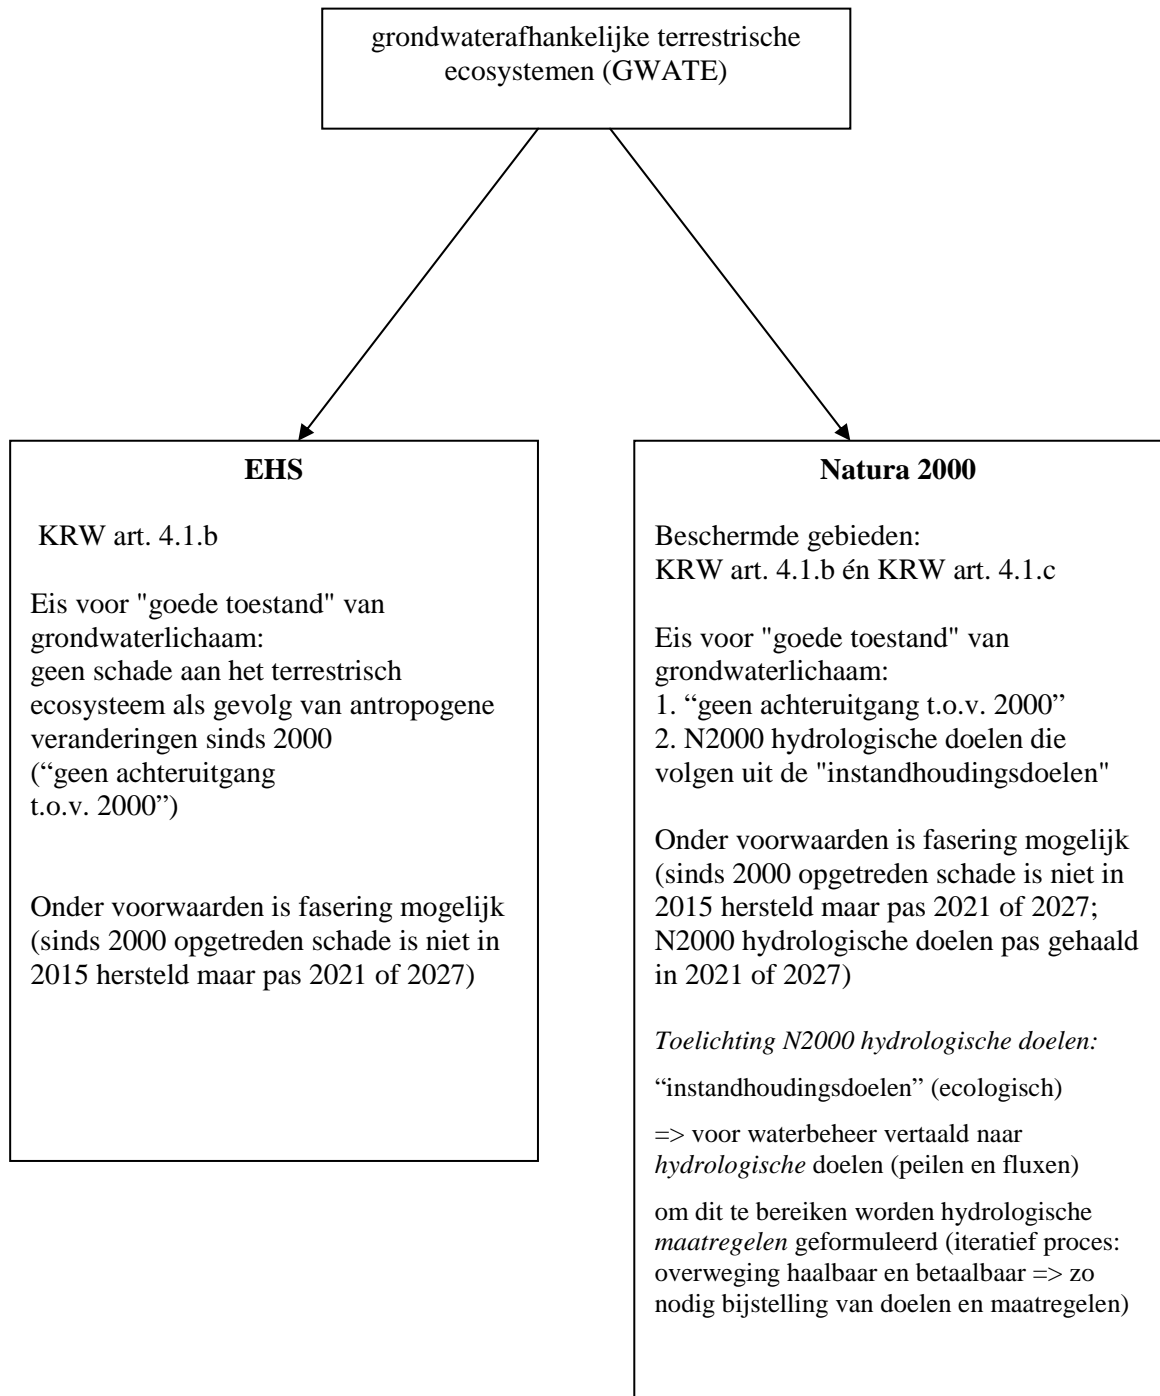 grondwaterafhankelijke terrestrische
ecosystemen (GWATE)
EHS
KRW art. 4.1.b
Eis voor "goede toestand" van
grondwaterlichaam:
geen schade aan het terrestrisch
ecosysteem als gevolg van antropogene
veranderingen sinds 2000
(“geen achteruitgang
t.o.v. 2000”)
Onder voorwaarden is fasering mogelijk
(sinds 2000 opgetreden schade is niet in
2015 hersteld maar pas 2021 of 2027)
Natura 2000
Beschermde gebieden:
KRW art. 4.1.b én KRW art. 4.1.c
Eis voor "goede toestand" van
grondwaterlichaam:
1. “geen achteruitgang t.o.v. 2000”
2. N2000 hydrologische doelen die
volgen uit de "instandhoudingsdoelen"
Onder voorwaarden is fasering mogelijk
(sinds 2000 opgetreden schade is niet in
2015 hersteld maar pas 2021 of 2027;
N2000 hydrologische doelen pas gehaald
in 2021 of 2027)
Toelichting N2000 hydrologische doelen:
“instandhoudingsdoelen” (ecologisch)
=> voor waterbeheer vertaald naar
hydrologische doelen (peilen en fluxen)
om dit te bereiken worden hydrologische
maatregelen geformuleerd (iteratief proces:
overweging haalbaar en betaalbaar => zo
nodig bijstelling van doelen en maatregelen)